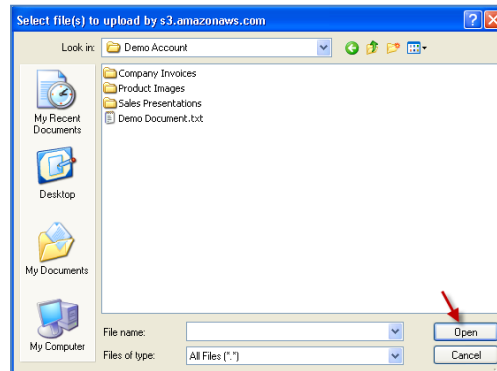 Select file(s) to upload by s3.amazonaws.com
Look in:
Demo Account
My Recent
Documents
Desktop
My Documents
My Computer
Company Invoices
Product Images
Sales Presentations
Demo Document.txt
File name:
Open
Files of type:
All Files (*.*)
Cancel